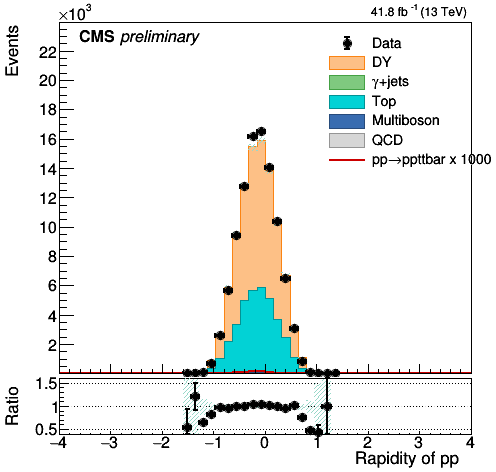 ×10³
41.8 fb⁻¹ (13 TeV)
CMS preliminary
Events
Data
DY
γ+jets
Top
Multiboson
QCD
pp→ppttbar x 1000
22
20
18
16
14
12
10
8
6
4
2
Ratio
1.5
1
0.5
−4 −3 −2 −1 0 1 2 3 4
Rapidity of pp